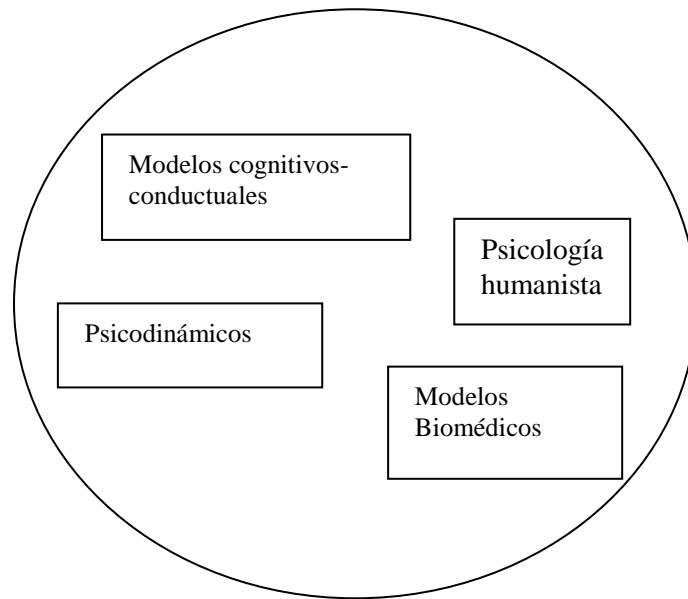 Modelos cognitivos-
conductuales
Psicología
humanista
Psicodinámicos
Modelos
Biomédicos